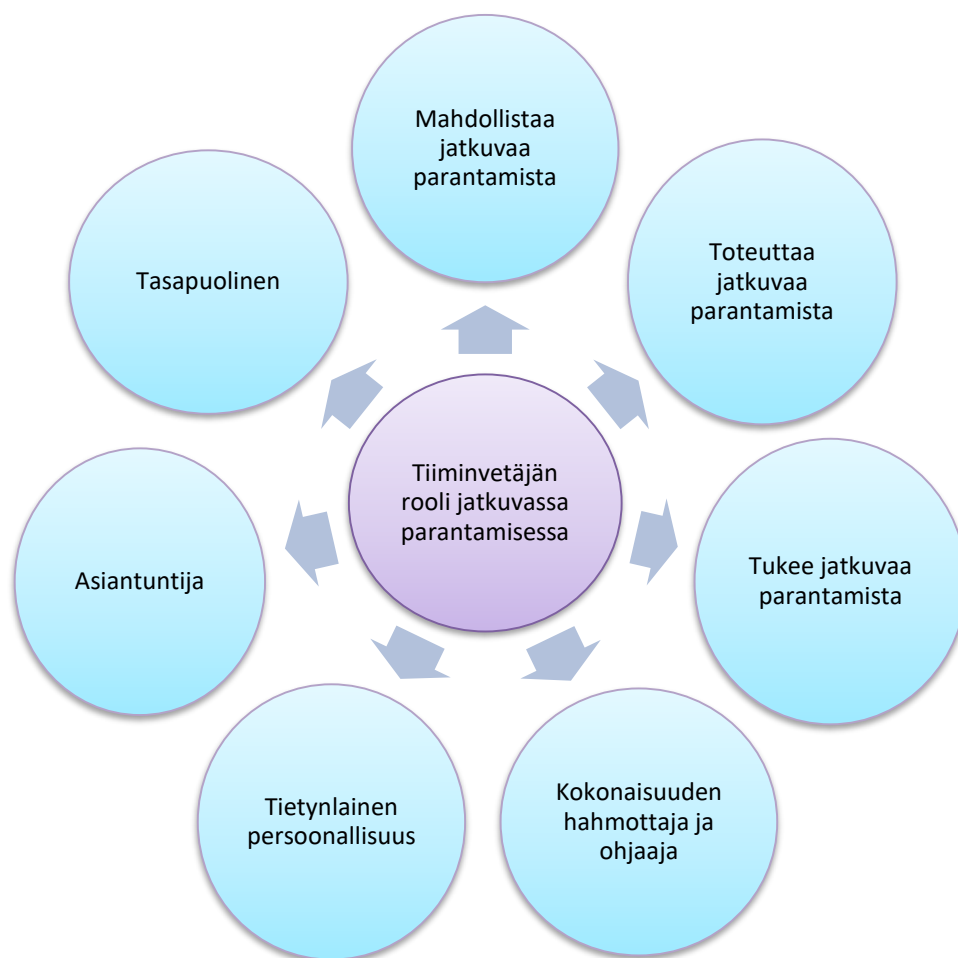 Mahdollistaa
jatkuvaa
parantamista
Toteuttaa
jatkuvaa
parantamista
Tukee jatkuvaa
parantamista
Kokonaisuuden
hahmottaja ja
ohjaaja
Tietynlainen
persoonallisuus
Asiantuntija
Tasapuolinen
Tiiminvetäjän
rooli jatkuvassa
parantamisessa